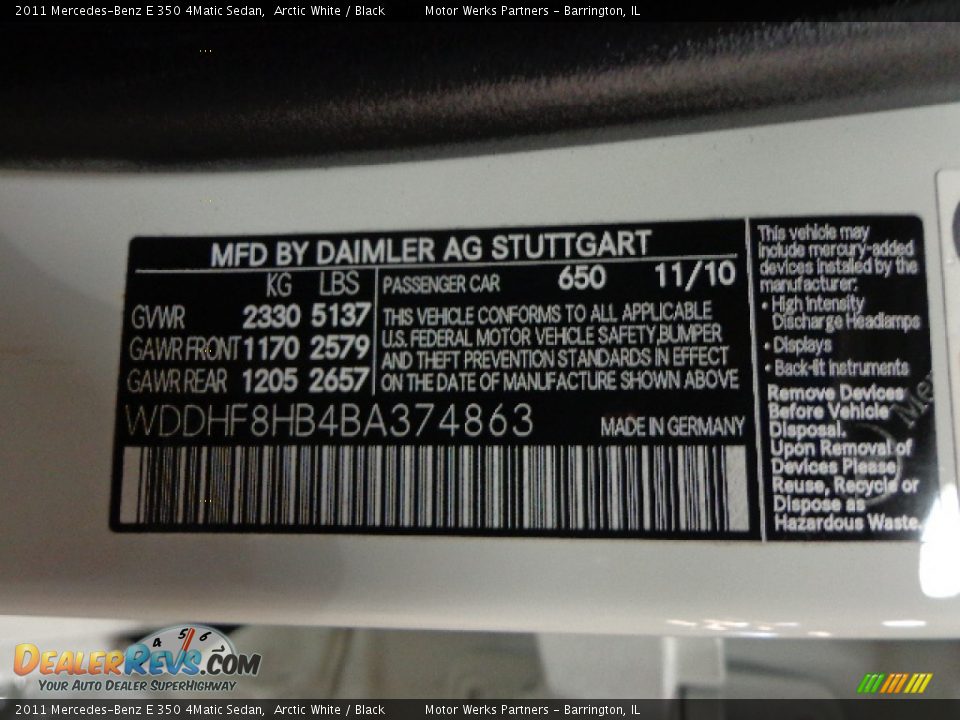 2011 Mercedes-Benz E 350 4Matic Sedan, Arctic White / Black Motor Werks Partners - Barrington, IL
MFD BY DAIMLER AG STUTTGART
KG LBS
GVWR 2330 5137
GAWR FRONT 1170 2579
GAWR REAR 1205 2657
PASSENGER CAR 650 11/10
THIS VEHICLE CONFORMS TO ALL APPLICABLE
U.S. FEDERAL MOTOR VEHICLE SAFETY,BUMPER
AND THEFT PREVENTION STANDARDS IN EFFECT
ON THE DATE OF MANUFACTURE SHOWN ABOVE
WDDHF8HB4BA374863 MADE IN GERMANY
This vehicle may
include mercury-added
devices installed by the
manufacturer:
• High Intensity
Discharge Headlamps
• Displays
• Back-lit Instruments
Remove Devices
Before Vehicle
Disposal.
Upon Removal of
Devices Please
Reuse, Recycle or
Dispose as
Hazardous Waste.
4 5 6
DEALERREVS.COM
YOUR AUTO DEALER SUPERHIGHWAY
2011 Mercedes-Benz E 350 4Matic Sedan, Arctic White / Black Motor Werks Partners - Barrington, IL